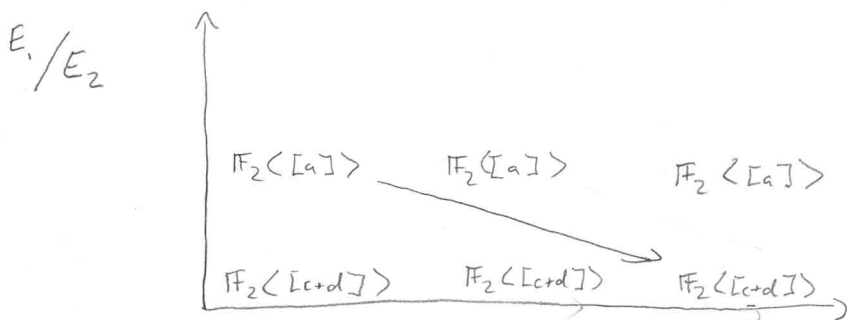 E₁/E₂
𝔽₂<[a]> 𝔽₂<[a]> 𝔽₂<[a]>
𝔽₂<[c+d]> 𝔽₂<[c+d]> 𝔽₂<[c+d]>